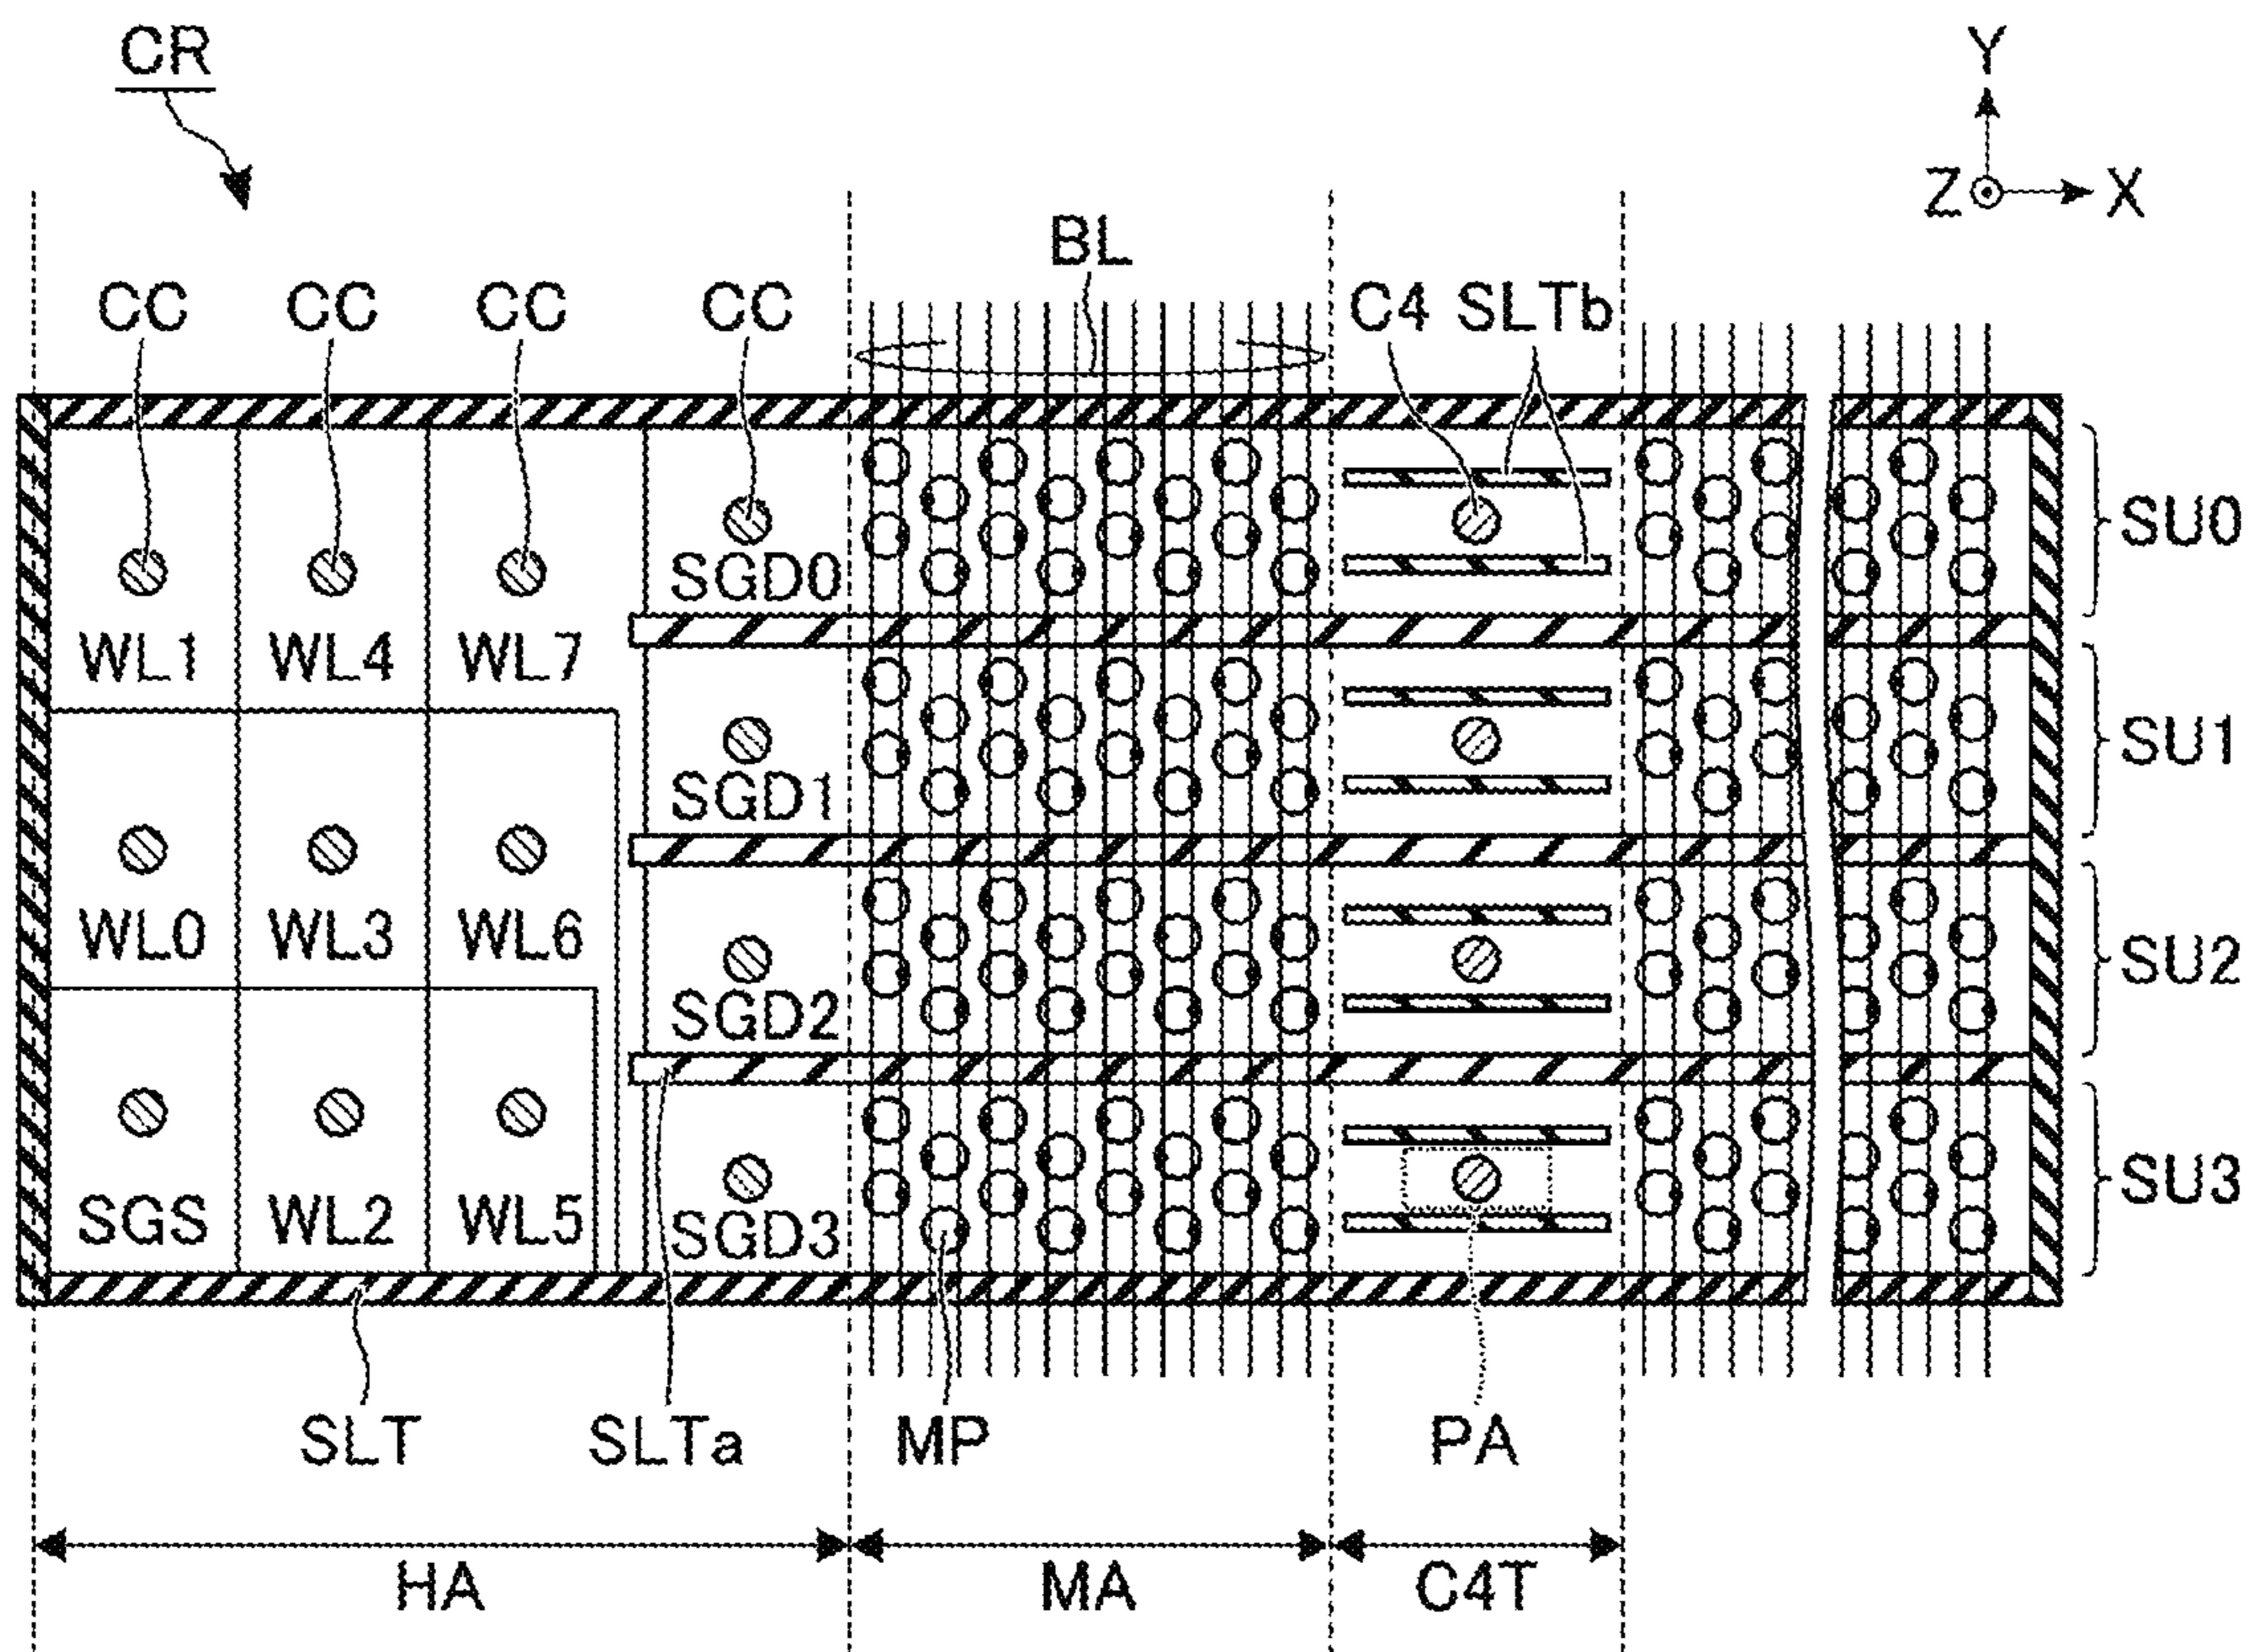 CR
Y
Z X
BL
CC CC CC CC C4 SLTb
SU0
SGD0
WL1 WL4 WL7
SU1
SGD1
WL0 WL3 WL6
SU2
SGD2
SU3
SGS WL2 WL5 SGD3
SLT SLTa MP PA
HA MA C4T